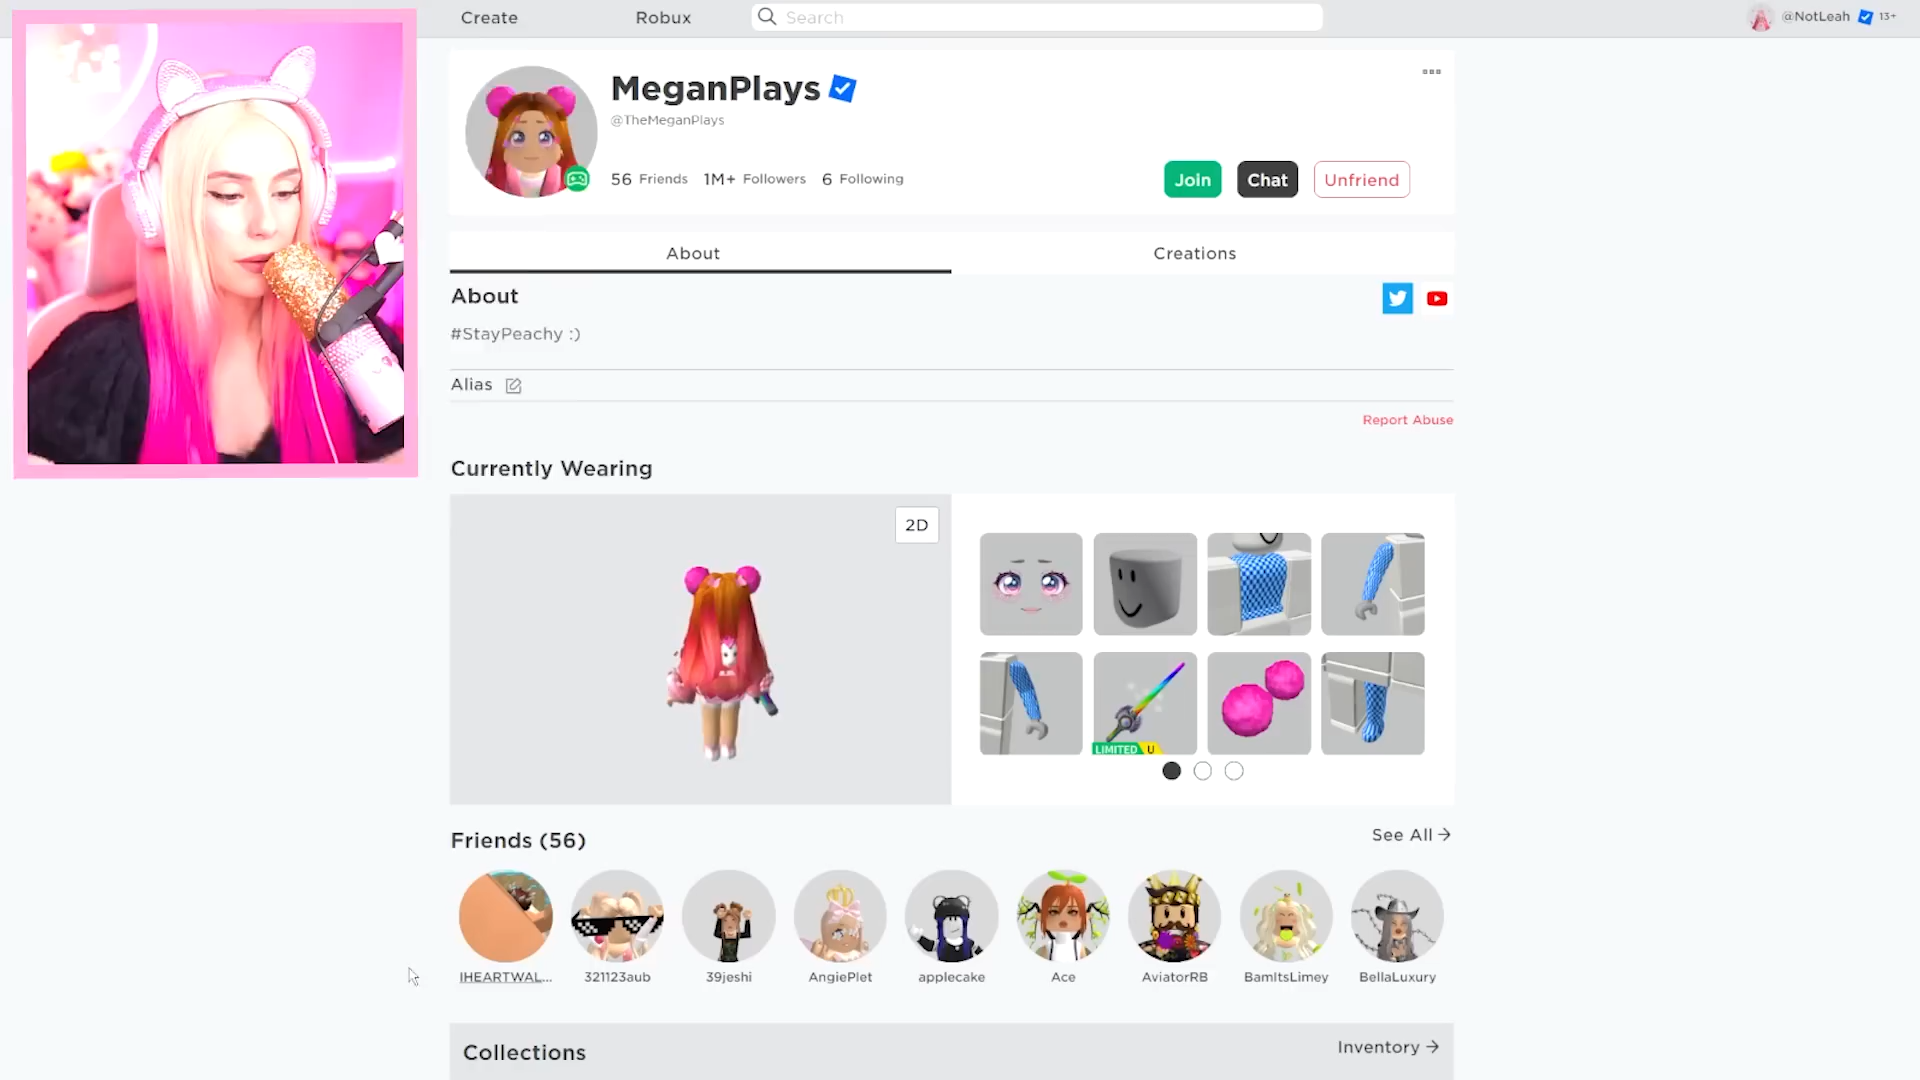 Create
Robux
Search
@NotLeah
13+
MeganPlays
@TheMeganPlays
56 Friends
1M+ Followers
6 Following
Join
Chat
Unfriend
About
Creations
About
#StayPeachy :)
Alias
Report Abuse
Currently Wearing
2D
LIMITED U
Friends (56)
See All
IHEARTWAL...
321123aub
39jeshi
AngiePlet
applecake
Ace
AviatorRB
BamItsLimey
BellaLuxury
Collections
Inventory